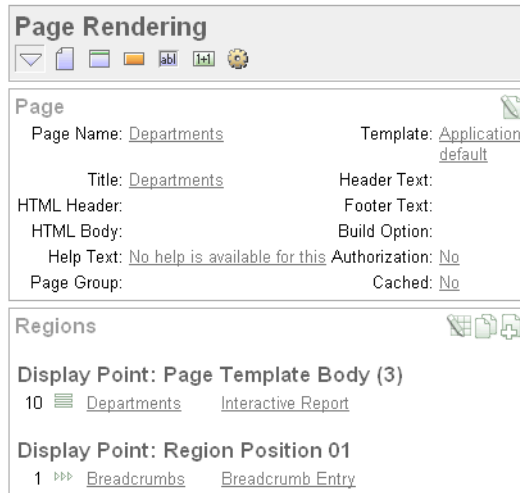 Page Rendering
abl 1+1
Page
Page Name: Departments Template: Application
default
Title: Departments Header Text:
HTML Header: Footer Text:
HTML Body: Build Option:
Help Text: No help is available for this Authorization: No
Page Group: Cached: No
Regions
Display Point: Page Template Body (3)
10 Departments Interactive Report
Display Point: Region Position 01
1 Breadcrumbs Breadcrumb Entry